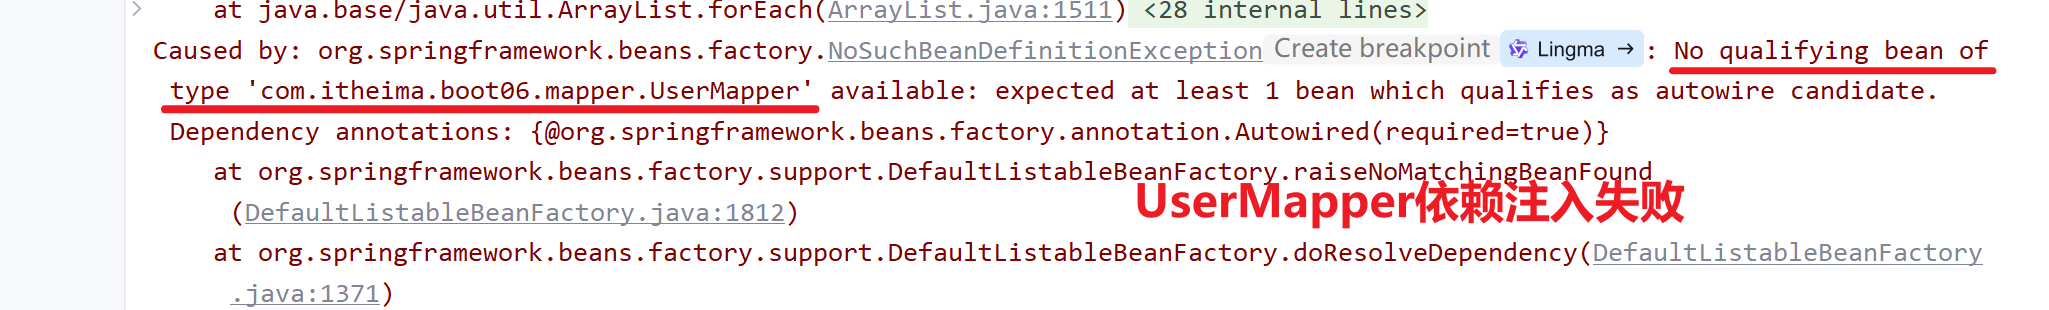 at java.base/java.util.ArrayList.forEach(ArrayList.java:1511) <28 internal lines>
Caused by: org.springframework.beans.factory.NoSuchBeanDefinitionException Create breakpoint Lingma → : No qualifying bean of
type 'com.itheima.boot06.mapper.UserMapper' available: expected at least 1 bean which qualifies as autowire candidate.
Dependency annotations: {@org.springframework.beans.factory.annotation.Autowired(required=true)}
at org.springframework.beans.factory.support.DefaultListableBeanFactory.raiseNoMatchingBeanFound
(DefaultListableBeanFactory.java:1812)
UserMapper依赖注入失败
at org.springframework.beans.factory.support.DefaultListableBeanFactory.doResolveDependency(DefaultListableBeanFactory
.java:1371)